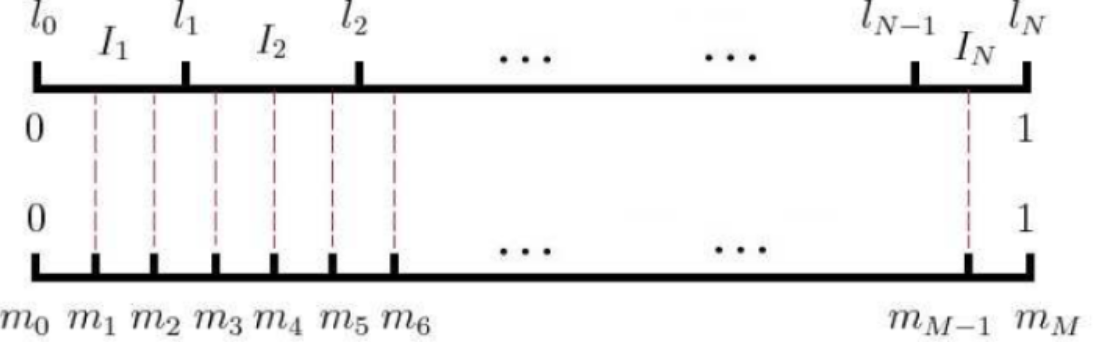 l_0 I_1 l_1 I_2 l_2 ... ... l_{N-1} I_N l_N
0 1
0 1
... ...
m_0 m_1 m_2 m_3 m_4 m_5 m_6 m_{M-1} m_M